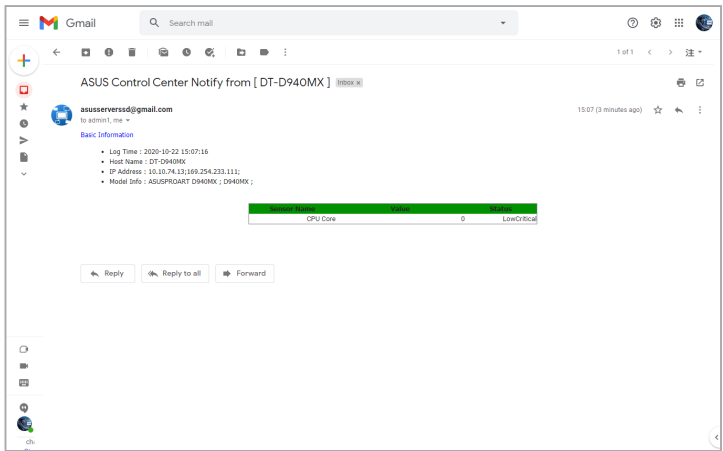 Gmail
Search mail
1 of 1
注
ASUS Control Center Notify from [ DT-D940MX ] Inbox x
asusserverssd@gmail.com 15:07 (3 minutes ago)
to admin1, me
Basic Information
• Log Time : 2020-10-22 15:07:16
• Host Name : DT-D940MX
• IP Address : 10.10.74.13;169.254.233.111;
• Model Info : ASUSPROART D940MX ; D940MX ;
Sensor Name Value Status
CPU Core 0 LowCritical
Reply Reply to all Forward